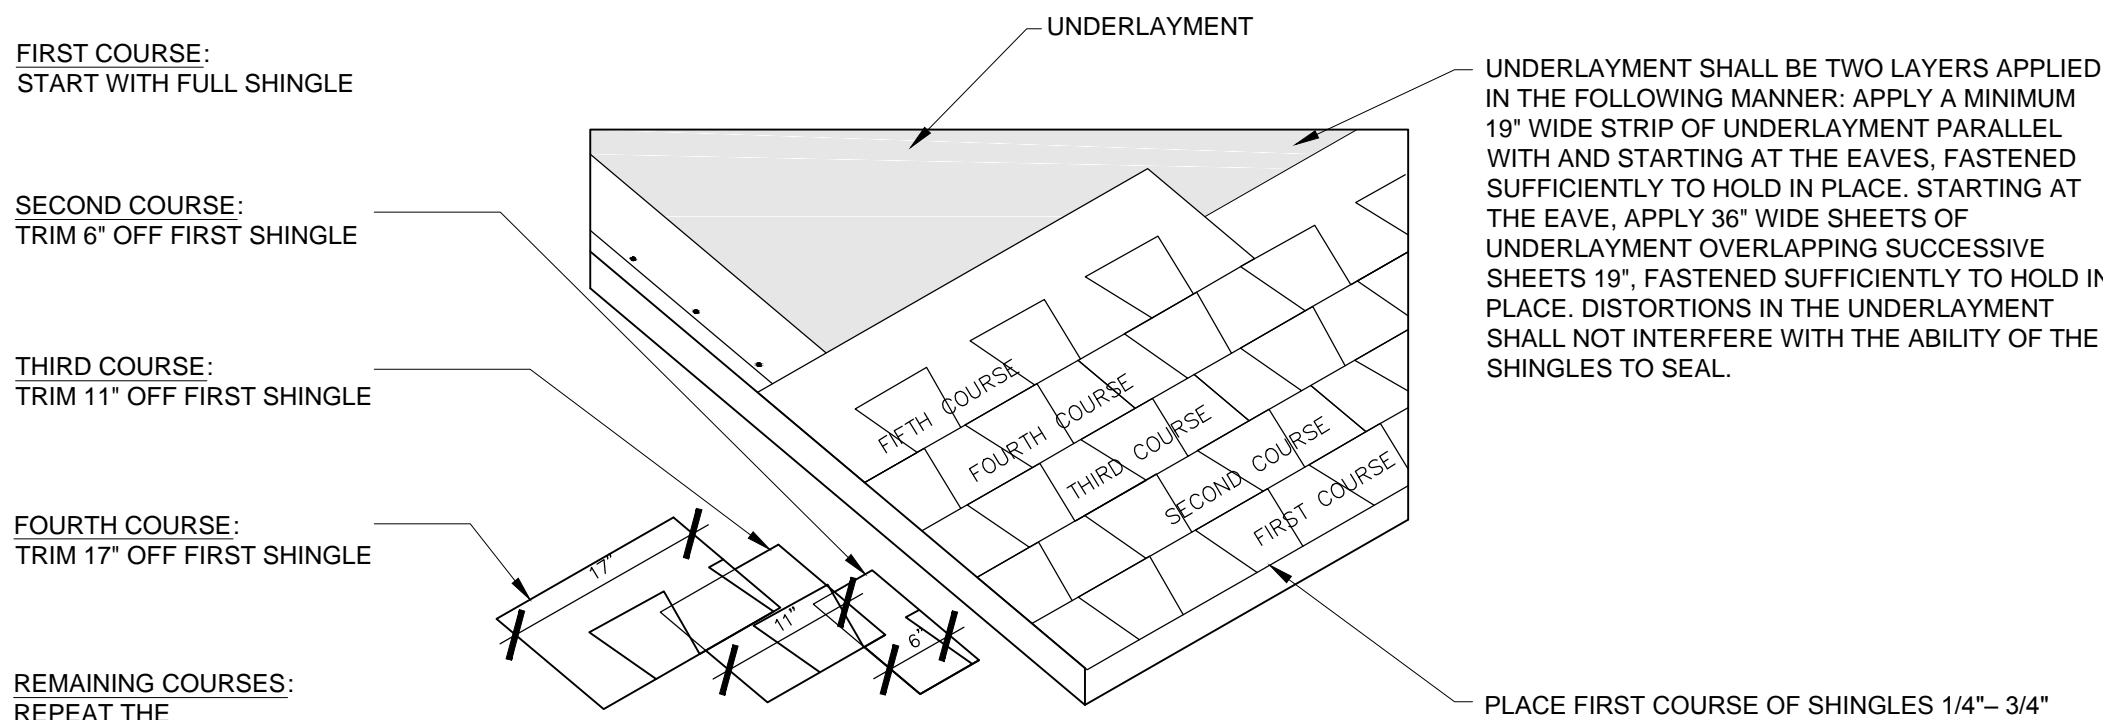 FIRST COURSE:
START WITH FULL SHINGLE
SECOND COURSE:
TRIM 6" OFF FIRST SHINGLE
THIRD COURSE:
TRIM 11" OFF FIRST SHINGLE
FOURTH COURSE:
TRIM 17" OFF FIRST SHINGLE
REMAINING COURSES:
REPEAT THE
UNDERLAYMENT
FIFTH COURSE
FOURTH COURSE
THIRD COURSE
SECOND COURSE
FIRST COURSE
17"
11"
6"
UNDERLAYMENT SHALL BE TWO LAYERS APPLIED
IN THE FOLLOWING MANNER: APPLY A MINIMUM
19" WIDE STRIP OF UNDERLAYMENT PARALLEL
WITH AND STARTING AT THE EAVES, FASTENED
SUFFICIENTLY TO HOLD IN PLACE. STARTING AT
THE EAVE, APPLY 36" WIDE SHEETS OF
UNDERLAYMENT OVERLAPPING SUCCESSIVE
SHEETS 19", FASTENED SUFFICIENTLY TO HOLD IN
PLACE. DISTORTIONS IN THE UNDERLAYMENT
SHALL NOT INTERFERE WITH THE ABILITY OF THE
SHINGLES TO SEAL.
PLACE FIRST COURSE OF SHINGLES 1/4"– 3/4"